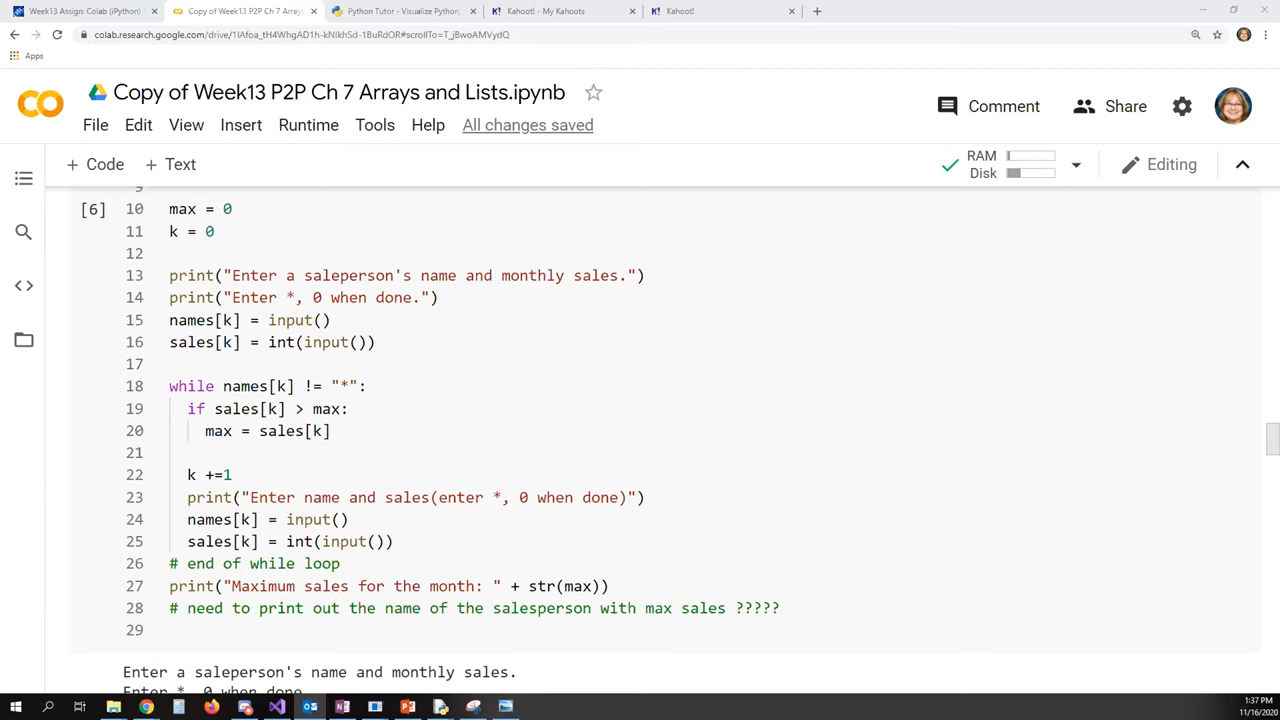 Week13 Assign: Colab (iPython)
Copy of Week13 P2P Ch 7 Arrays
Python Tutor - Visualize Python
Kahoot! - My Kahoots
Kahoot!
colab.research.google.com/drive/1lAfoa_tH4WhgAD1h-kNlkhSd-1BuRdOR#scrollTo=T_jBwoAMVydQ
Apps
CO
Copy of Week13 P2P Ch 7 Arrays and Lists.ipynb
Comment
Share
File Edit View Insert Runtime Tools Help All changes saved
+ Code + Text
RAM
Disk
Editing
9
[6] 10 max = 0
11 k = 0
12
13 print("Enter a saleperson's name and monthly sales.")
14 print("Enter *, 0 when done.")
15 names[k] = input()
16 sales[k] = int(input())
17
18 while names[k] != "*":
19 if sales[k] > max:
20 max = sales[k]
21
22 k +=1
23 print("Enter name and sales(enter *, 0 when done)")
24 names[k] = input()
25 sales[k] = int(input())
26 # end of while loop
27 print("Maximum sales for the month: " + str(max))
28 # need to print out the name of the salesperson with max sales ?????
29
Enter a saleperson's name and monthly sales.
Enter *, 0 when done.
1:37 PM
11/16/2020